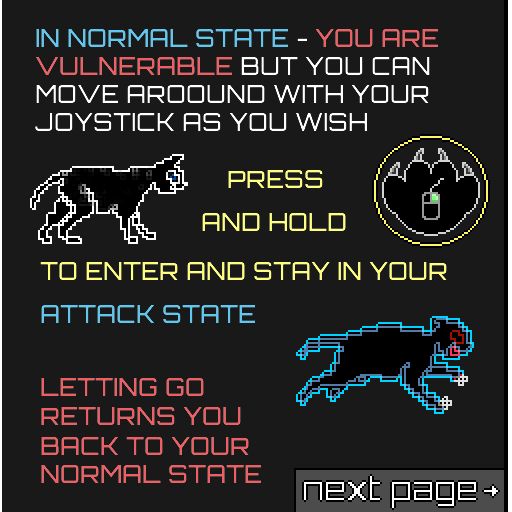 IN NORMAL STATE - YOU ARE
VULNERABLE BUT YOU CAN
MOVE AROOUND WITH YOUR
JOYSTICK AS YOU WISH
PRESS
AND HOLD
TO ENTER AND STAY IN YOUR
ATTACK STATE
LETTING GO
RETURNS YOU
BACK TO YOUR
NORMAL STATE
next page→